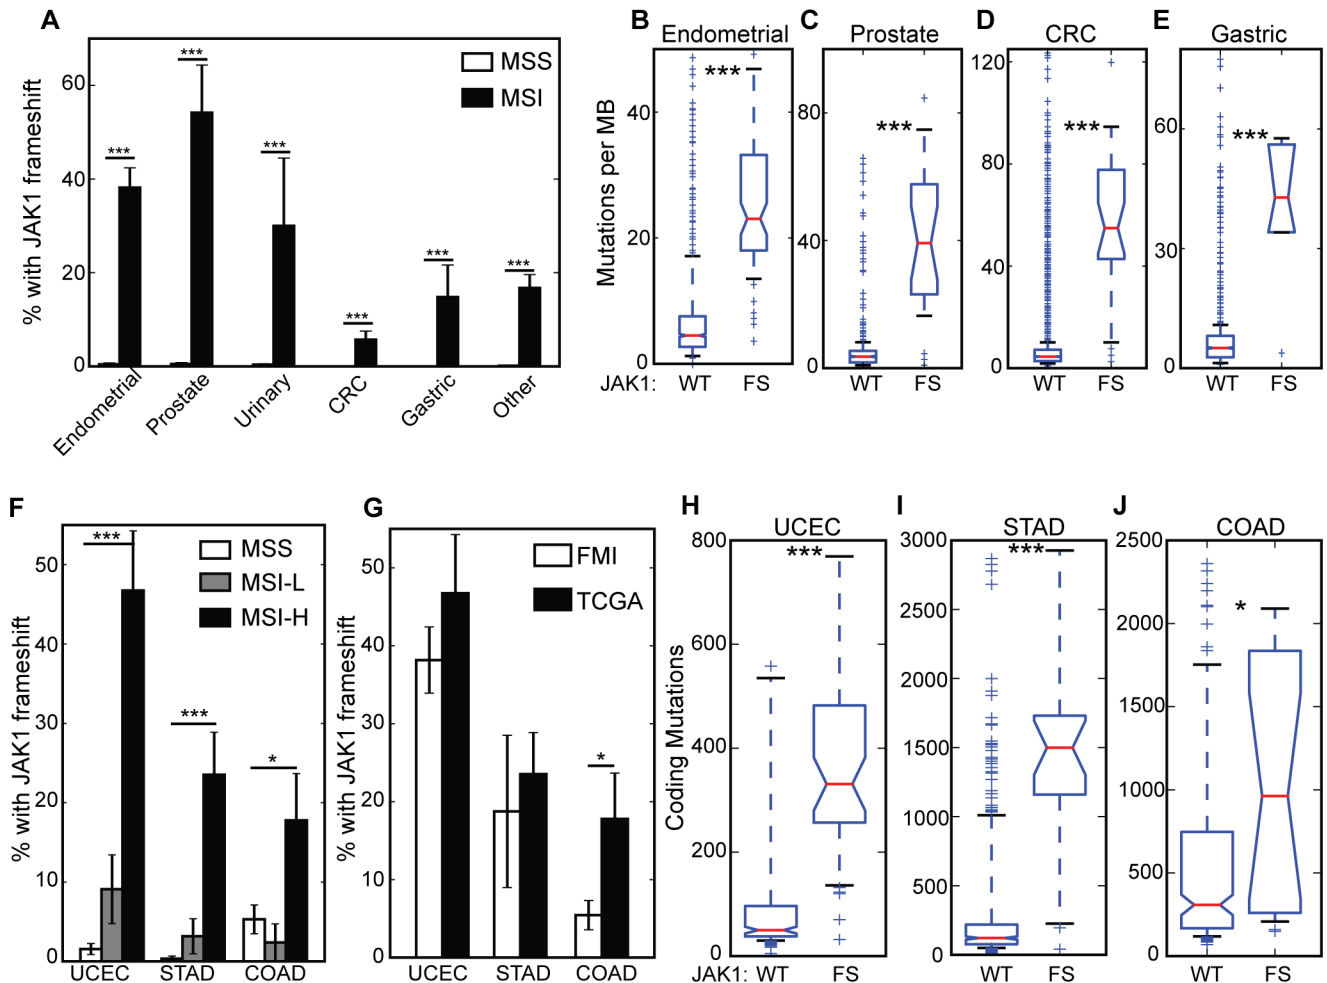 A
% with JAK1 frameshift
60
40
20
0
***
***
***
***
***
***
MSS
MSI
Endometrial
Prostate
Urinary
CRC
Gastric
Other
B
Endometrial
Mutations per MB
40
20
0
***
JAK1: WT FS
C
Prostate
80
40
0
***
WT FS
D
CRC
120
80
40
0
***
WT FS
E
Gastric
60
30
0
***
WT FS
F
% with JAK1 frameshift
50
40
30
20
10
0
***
***
*
MSS
MSI-L
MSI-H
UCEC STAD COAD
G
% with JAK1 frameshift
50
40
30
20
10
0
*
FMI
TCGA
UCEC STAD COAD
H
UCEC
Coding Mutations
800
600
400
200
0
***
JAK1: WT FS
I
STAD
3000
2500
2000
1500
1000
500
0
***
WT FS
J
COAD
2500
2000
1500
1000
500
0
*
WT FS